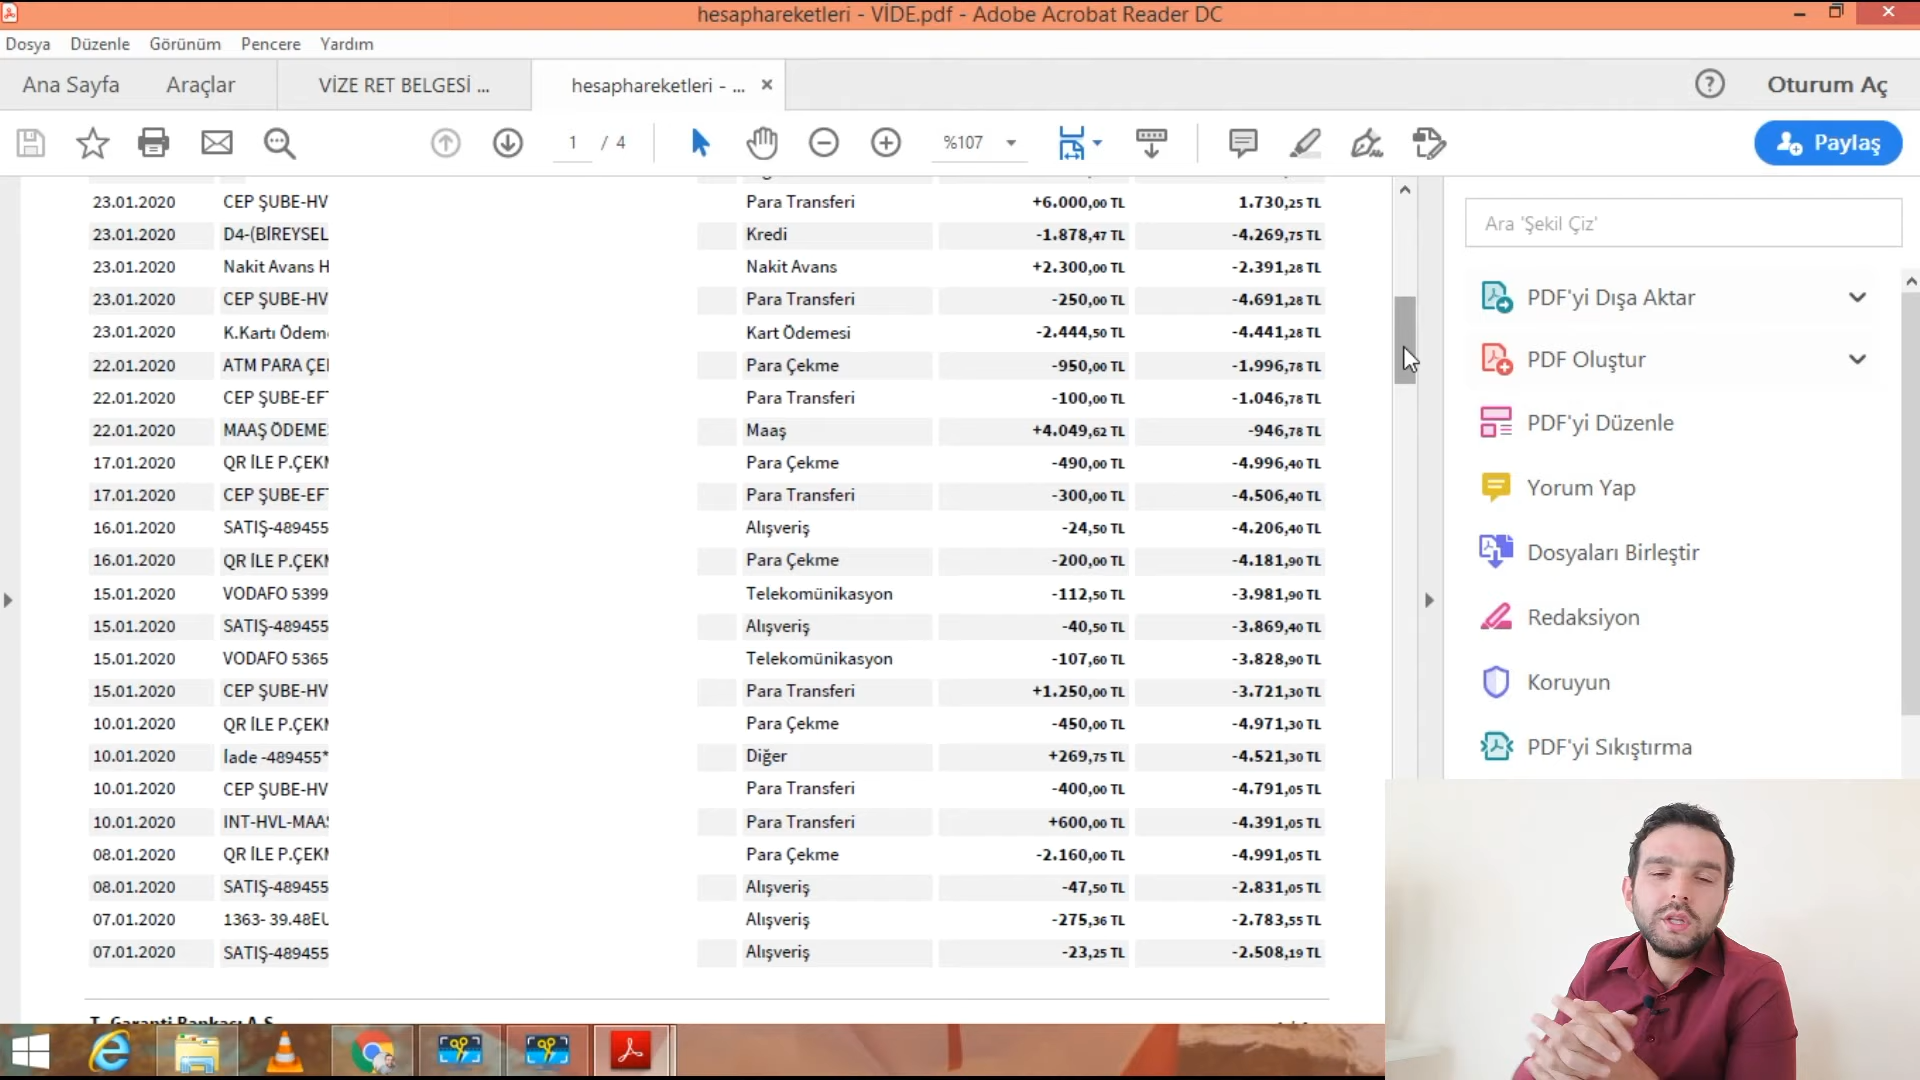 hesaphareketleri - VİDE.pdf - Adobe Acrobat Reader DC
Dosya Düzenle Görünüm Pencere Yardım
Ana Sayfa Araçlar VİZE RET BELGESİ ... hesaphareketleri - ... Oturum Aç
1 / 4 %107 Paylaş
23.01.2020 CEP ŞUBE-HV Para Transferi +6.000,00 TL 1.730,25 TL
23.01.2020 D4-(BİREYSEL Kredi -1.878,47 TL -4.269,75 TL
23.01.2020 Nakit Avans H Nakit Avans +2.300,00 TL -2.391,28 TL
23.01.2020 CEP ŞUBE-HV Para Transferi -250,00 TL -4.691,28 TL
23.01.2020 K.Kartı Ödem Kart Ödemesi -2.444,50 TL -4.441,28 TL
22.01.2020 ATM PARA ÇE Para Çekme -950,00 TL -1.996,78 TL
22.01.2020 CEP ŞUBE-EFT Para Transferi -100,00 TL -1.046,78 TL
22.01.2020 MAAŞ ÖDEME Maaş +4.049,62 TL -946,78 TL
17.01.2020 QR İLE P.ÇEK Para Çekme -490,00 TL -4.996,40 TL
17.01.2020 CEP ŞUBE-EFT Para Transferi -300,00 TL -4.506,40 TL
16.01.2020 SATIŞ-489455 Alışveriş -24,50 TL -4.206,40 TL
16.01.2020 QR İLE P.ÇEK Para Çekme -200,00 TL -4.181,90 TL
15.01.2020 VODAFO 5399 Telekomünikasyon -112,50 TL -3.981,90 TL
15.01.2020 SATIŞ-489455 Alışveriş -40,50 TL -3.869,40 TL
15.01.2020 VODAFO 5365 Telekomünikasyon -107,60 TL -3.828,90 TL
15.01.2020 CEP ŞUBE-HV Para Transferi +1.250,00 TL -3.721,30 TL
10.01.2020 QR İLE P.ÇEK Para Çekme -450,00 TL -4.971,30 TL
10.01.2020 İade -489455* Diğer +269,75 TL -4.521,30 TL
10.01.2020 CEP ŞUBE-HV Para Transferi -400,00 TL -4.791,05 TL
10.01.2020 INT-HVL-MAA Para Transferi +600,00 TL -4.391,05 TL
08.01.2020 QR İLE P.ÇEK Para Çekme -2.160,00 TL -4.991,05 TL
08.01.2020 SATIŞ-489455 Alışveriş -47,50 TL -2.831,05 TL
07.01.2020 1363- 39.48EU Alışveriş -275,36 TL -2.783,55 TL
07.01.2020 SATIŞ-489455 Alışveriş -23,25 TL -2.508,19 TL
T. Garanti Bankası A.Ş.
Ara 'Şekil Çiz'
PDF'yi Dışa Aktar
PDF Oluştur
PDF'yi Düzenle
Yorum Yap
Dosyaları Birleştir
Redaksiyon
Koruyun
PDF'yi Sıkıştırma